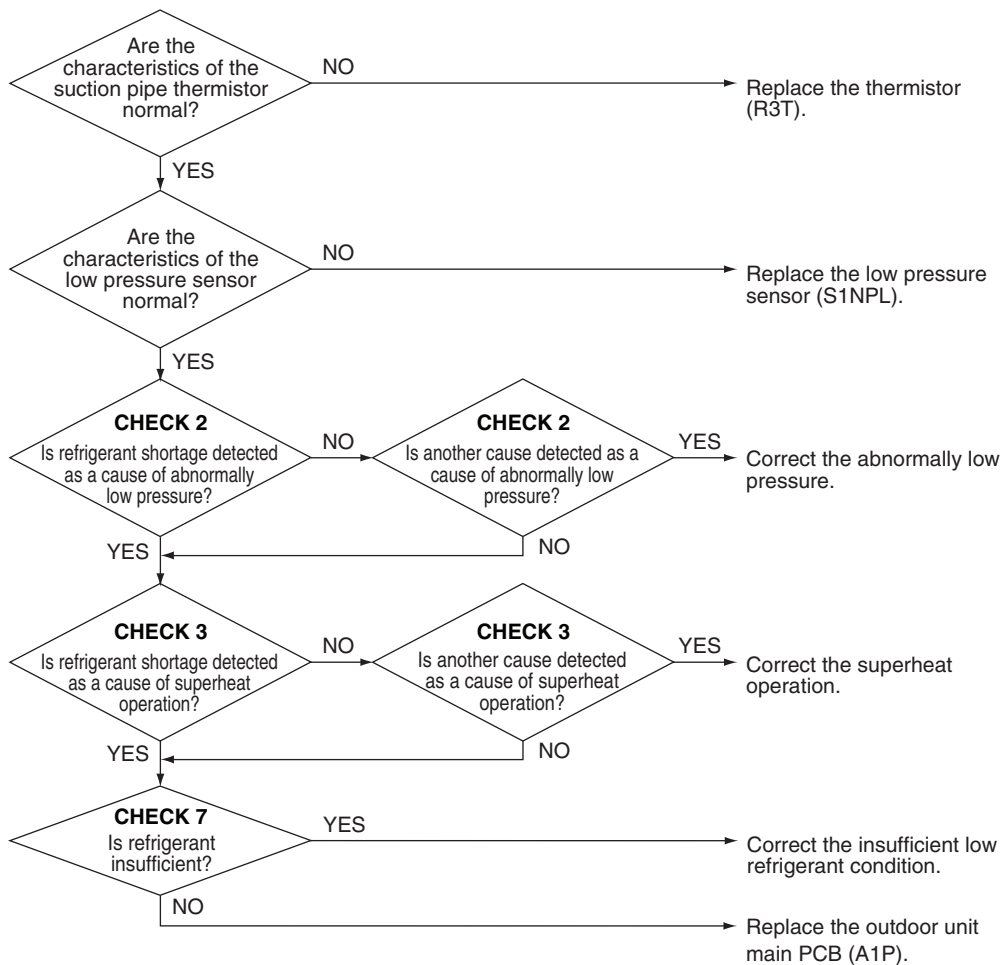 Are the
characteristics of the
suction pipe thermistor
normal?
NO
Replace the thermistor
(R3T).
YES
Are the
characteristics of the
low pressure sensor
normal?
NO
Replace the low pressure
sensor (S1NPL).
YES
CHECK 2
Is refrigerant shortage detected
as a cause of abnormally
low pressure?
NO
CHECK 2
Is another cause detected as a
cause of abnormally low
pressure?
YES
Correct the abnormally low
pressure.
YES
NO
CHECK 3
Is refrigerant shortage detected
as a cause of superheat
operation?
NO
CHECK 3
Is another cause detected
as a cause of superheat
operation?
YES
Correct the superheat
operation.
YES
NO
CHECK 7
Is refrigerant
insufficient?
YES
Correct the insufficient low
refrigerant condition.
NO
Replace the outdoor unit
main PCB (A1P).